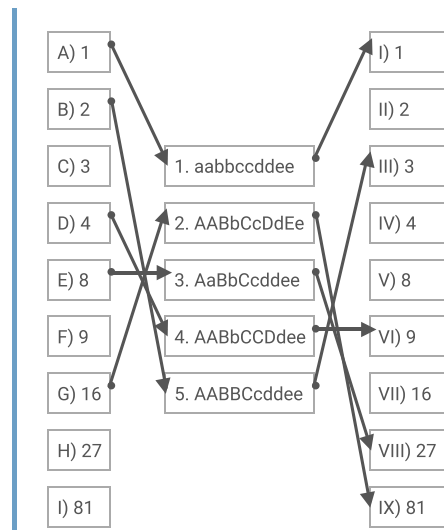 A) 1
B) 2
C) 3
D) 4
E) 8
F) 9
G) 16
H) 27
I) 81
1. aabbccddee
2. AABbCcDdEe
3. AaBbCcddee
4. AABbCCDdee
5. AABBCcddee
I) 1
II) 2
III) 3
IV) 4
V) 8
VI) 9
VII) 16
VIII) 27
IX) 81